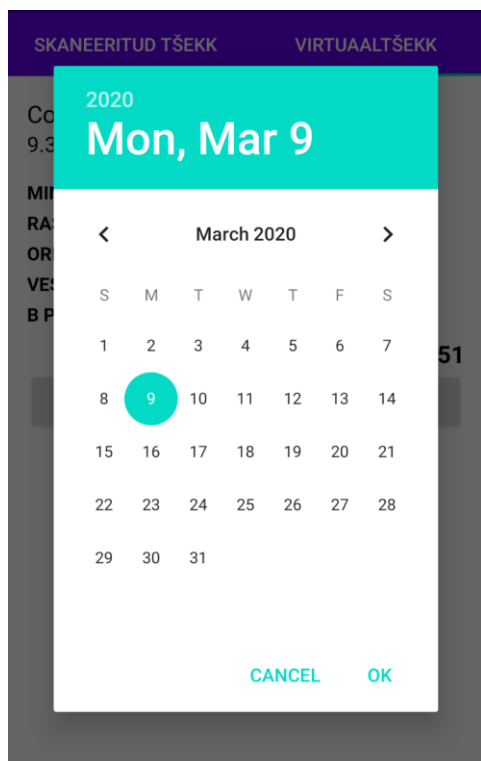 SKANEERITUD TŠEKK VIRTUAALTŠEKK
2020
Mon, Mar 9
March 2020
S M T W T F S
1 2 3 4 5 6 7
51
8 9 10 11 12 13 14
15 16 17 18 19 20 21
22 23 24 25 26 27 28
29 30 31
CANCEL OK